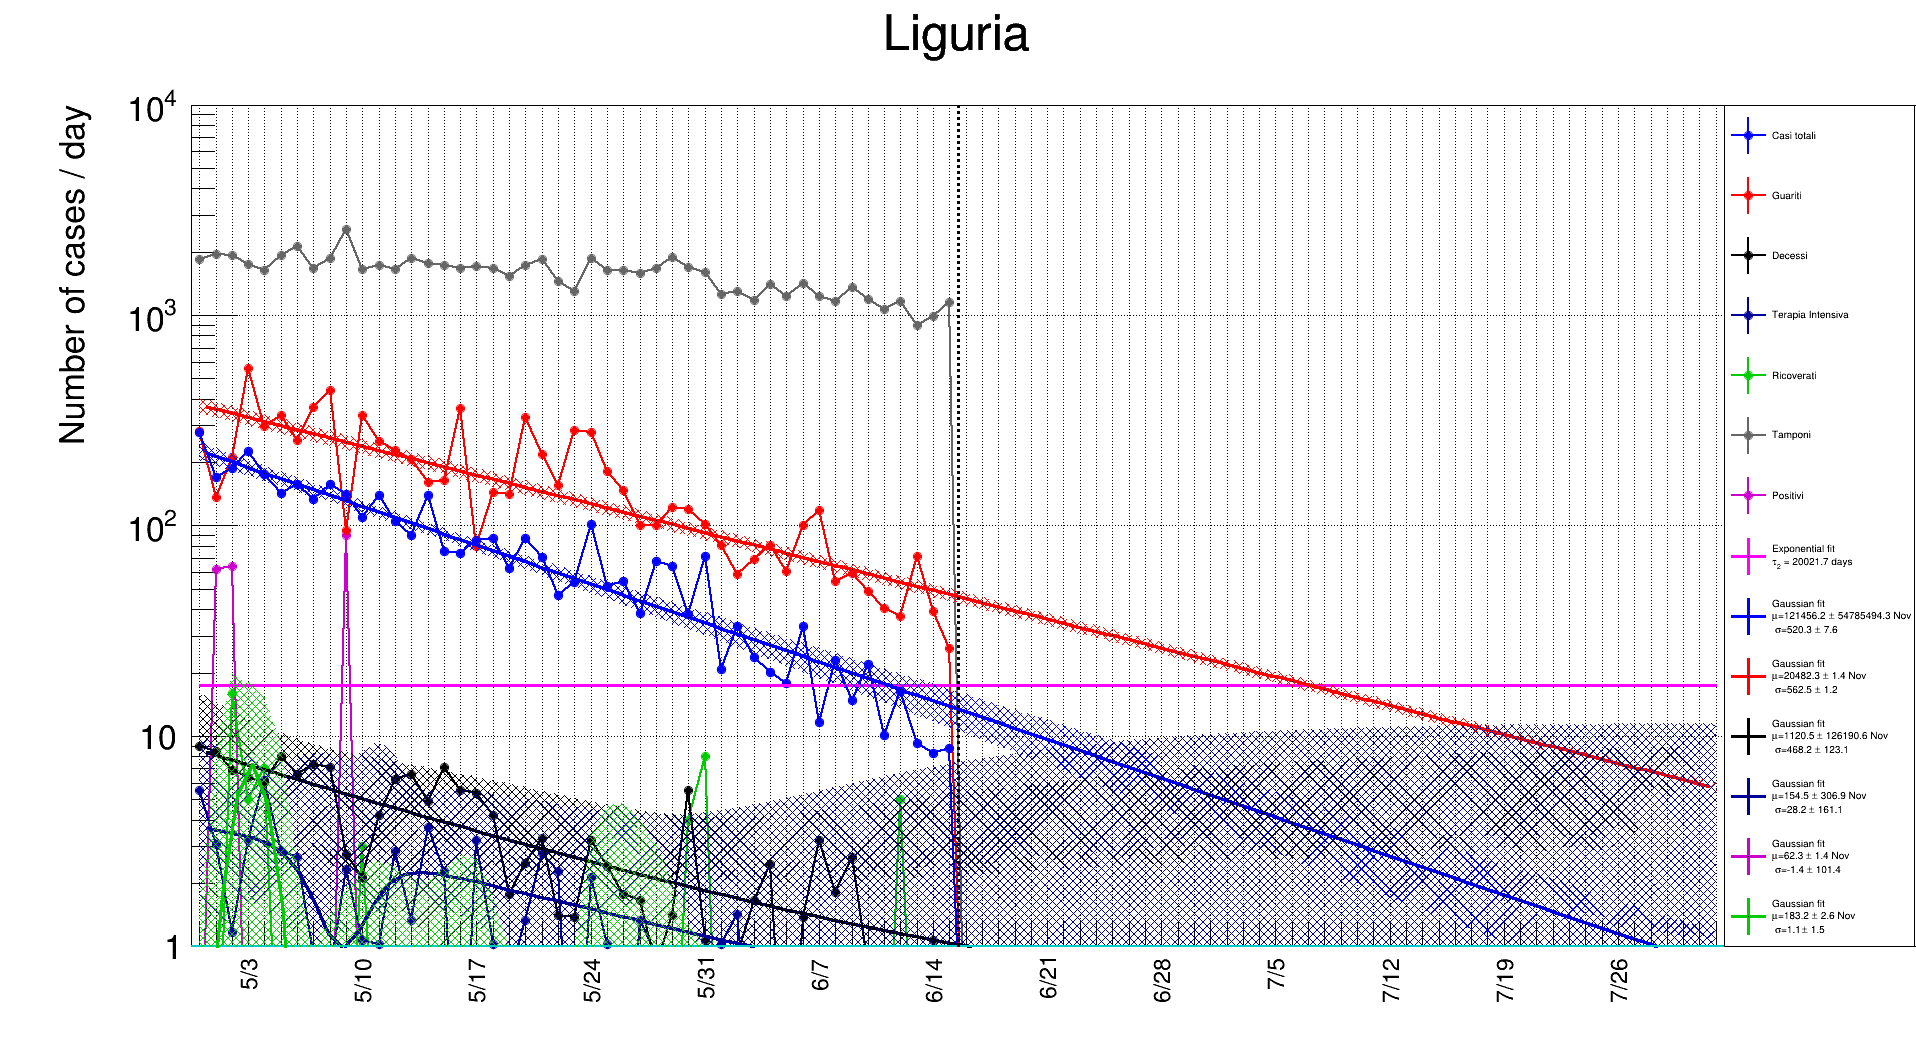 Liguria
Number of cases / day
10^4
10^3
10^2
10
1
5/3
5/10
5/17
5/24
5/31
6/7
6/14
6/21
6/28
7/5
7/12
7/19
7/26
Casi totali
Guariti
Decessi
Terapia Intensiva
Ricoverati
Tamponi
Positivi
Exponential fit
τ₂ = 20021.7 days
Gaussian fit
μ=121456.2 ± 54785494.3 Nov
σ=520.3 ± 7.6
Gaussian fit
μ=20482.3 ± 1.4 Nov
σ=562.5 ± 1.2
Gaussian fit
μ=1120.5 ± 126190.6 Nov
σ=468.2 ± 123.1
Gaussian fit
μ=154.5 ± 306.9 Nov
σ=28.2 ± 161.1
Gaussian fit
μ=62.3 ± 1.4 Nov
σ=-1.4 ± 101.4
Gaussian fit
μ=183.2 ± 2.6 Nov
σ=1.1 ± 1.5